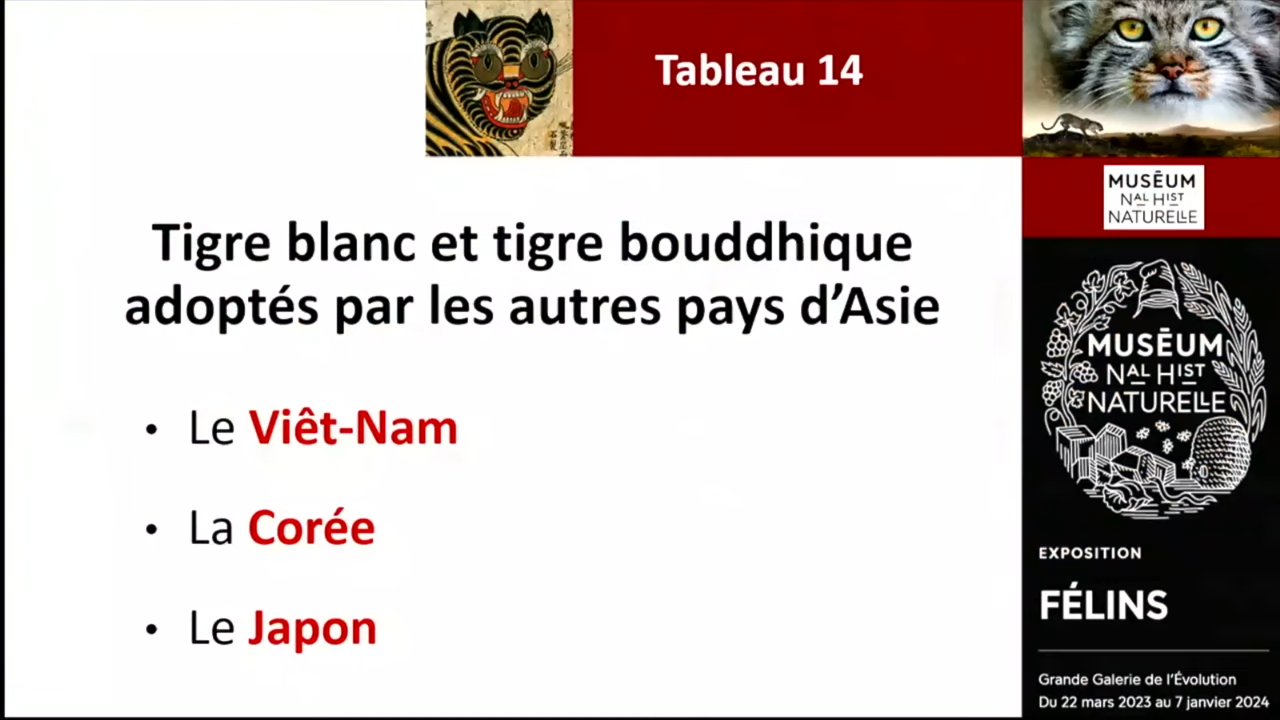 Tableau 14
Tigre blanc et tigre bouddhique
adoptés par les autres pays d’Asie
• Le Viêt-Nam
• La Corée
• Le Japon
MUSĒUM
NAL HIST
NATURELLE
MUSĒUM
NAL HIST
NATURELLE
EXPOSITION
FÉLINS
Grande Galerie de l’Évolution
Du 22 mars 2023 au 7 janvier 2024